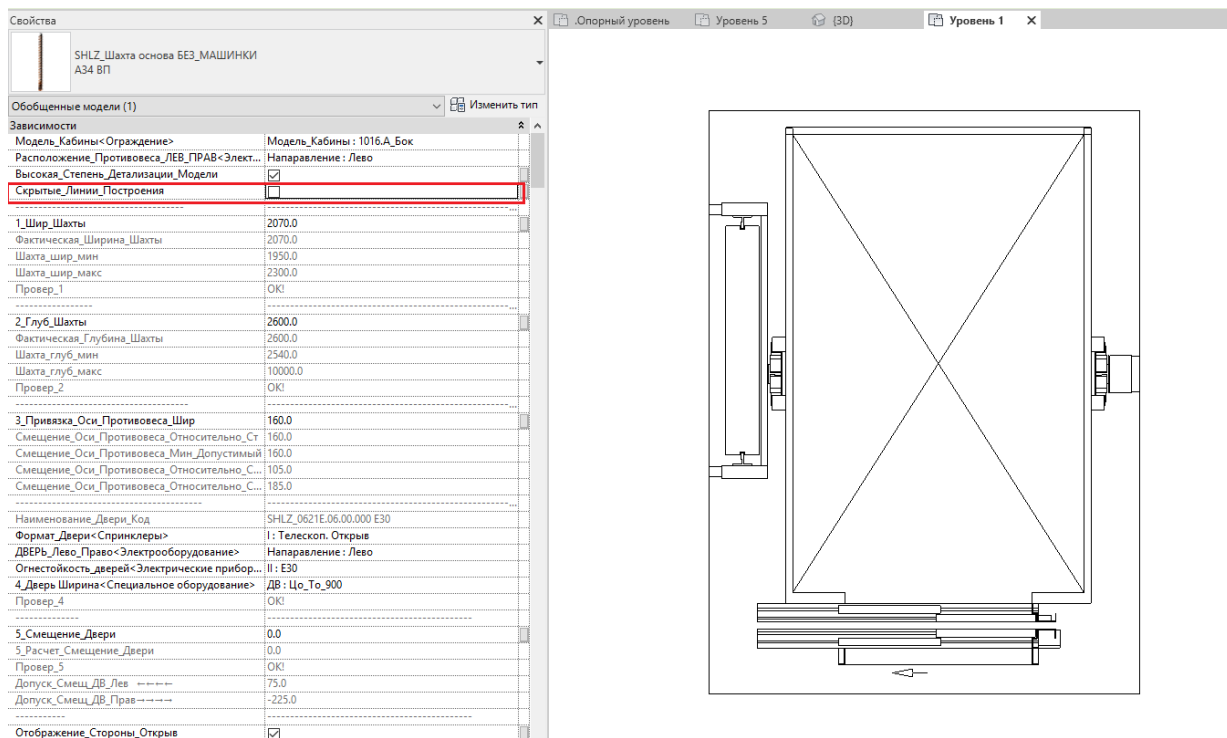 Свойства
.Опорный уровень
Уровень 5
{3D}
Уровень 1
SHLZ_Шахта основа БЕЗ_МАШИНКИ
А34 ВП
Обобщенные модели (1)
Изменить тип
Зависимости
Модель_Кабины<Ограждение> Модель_Кабины : 1016.А_Бок
Расположение_Противовеса_ЛЕВ_ПРАВ<Элект... Напаравление : Лево
Высокая_Степень_Детализации_Модели
Скрытые_Линии_Построения
1_Шир_Шахты 2070.0
Фактическая_Ширина_Шахты 2070.0
Шахта_шир_мин 1950.0
Шахта_шир_макс 2300.0
Провер_1 OK!
2_Глуб_Шахты 2600.0
Фактическая_Глубина_Шахты 2600.0
Шахта_глуб_мин 2540.0
Шахта_глуб_макс 10000.0
Провер_2 OK!
3_Привязка_Оси_Противовеса_Шир 160.0
Смещение_Оси_Противовеса_Относительно_Ст 160.0
Смещение_Оси_Противовеса_Мин_Допустимый 160.0
Смещение_Оси_Противовеса_Относительно_С... 105.0
Смещение_Оси_Противовеса_Относительно_С... 185.0
Наименование_Двери_Код SHLZ_0621E.06.00.000 E30
Формат_Двери<Спринклеры> I : Телескоп. Открыв
ДВЕРЬ_Лево_Право<Электрооборудование> Напаравление : Лево
Огнестойкость_дверей<Электрические прибор... II : E30
4_Дверь Ширина<Специальное оборудование> ДВ : Цо_То_900
Провер_4 OK!
5_Смещение_Двери 0.0
5_Расчет_Смещение_Двери 0.0
Провер_5 OK!
Допуск_Смещ_ДВ_Лев ←←←← 75.0
Допуск_Смещ_ДВ_Прав→→→→ -225.0
Отображение_Стороны_Открыв